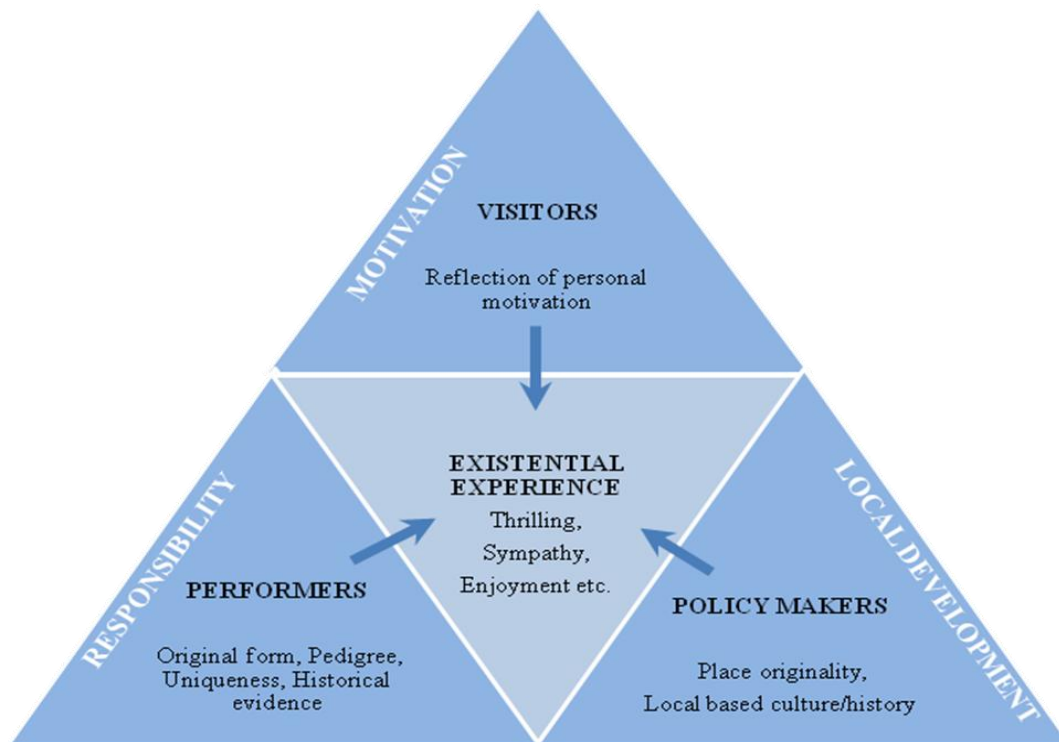 MOTIVATION
VISITORS
Reflection of personal
motivation
EXISTENTIAL
EXPERIENCE
Thrilling,
Sympathy,
Enjoyment etc.
RESPONSIBILITY
PERFORMERS
Original form, Pedigree,
Uniqueness, Historical
evidence
LOCAL DEVELOPMENT
POLICY MAKERS
Place originality,
Local based culture/history